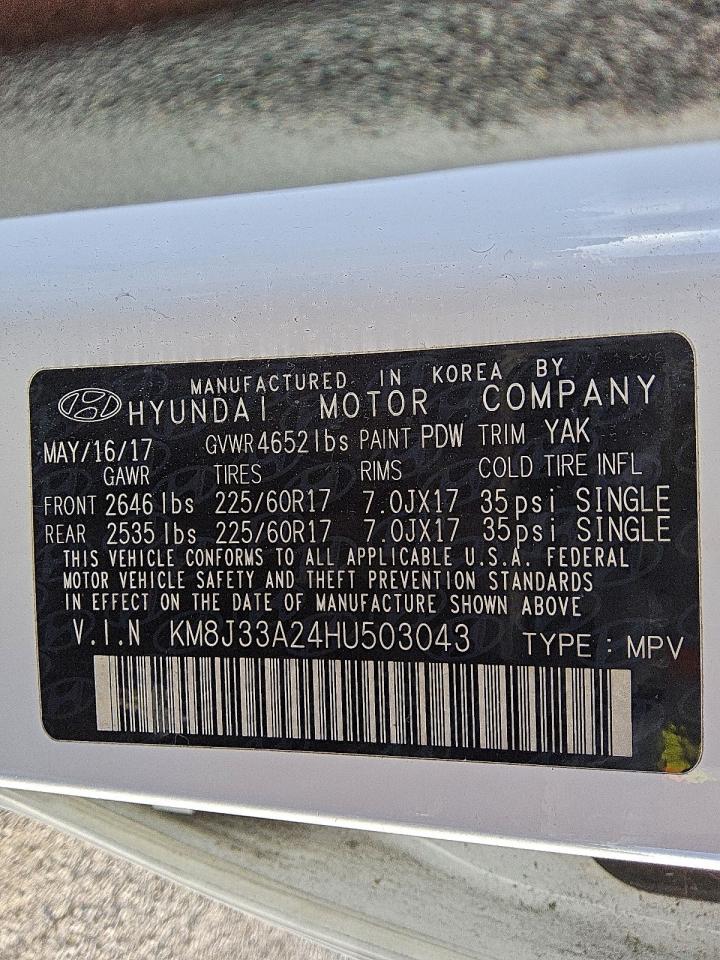 MANUFACTURED IN KOREA BY
HYUNDAI MOTOR COMPANY
MAY/16/17 GVWR 4652lbs PAINT PDW TRIM YAK
GAWR TIRES RIMS COLD TIRE INFL
FRONT 2646 lbs 225/60R17 7.0JX17 35psi SINGLE
REAR 2535 lbs 225/60R17 7.0JX17 35psi SINGLE
THIS VEHICLE CONFORMS TO ALL APPLICABLE U.S.A. FEDERAL
MOTOR VEHICLE SAFETY AND THEFT PREVENTION STANDARDS
IN EFFECT ON THE DATE OF MANUFACTURE SHOWN ABOVE
V.I.N KM8J33A24HU503043 TYPE : MPV